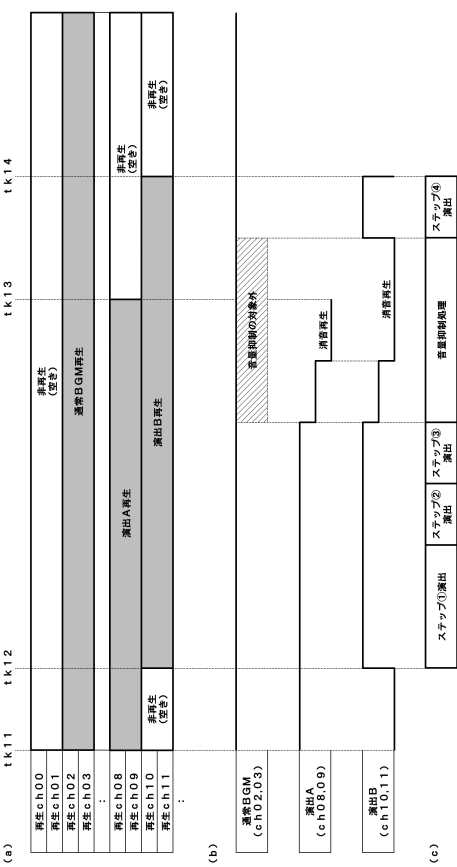 (a)
tk11
tk12
tk13
tk14
再生ch00
再生ch01
再生ch02
再生ch03
:
再生ch08
再生ch09
再生ch10
再生ch11
:
非再生
(空き)
通常BGM再生
演出A再生
非再生
(空き)
非再生
(空き)
演出B再生
非再生
(空き)
(b)
通常BGM
(ch02,03)
音量抑制の対象外
演出A
(ch08,09)
消音再生
演出B
(ch10,11)
消音再生
(c)
ステップ①演出
ステップ②
演出
ステップ③
演出
音量抑制処理
ステップ④
演出